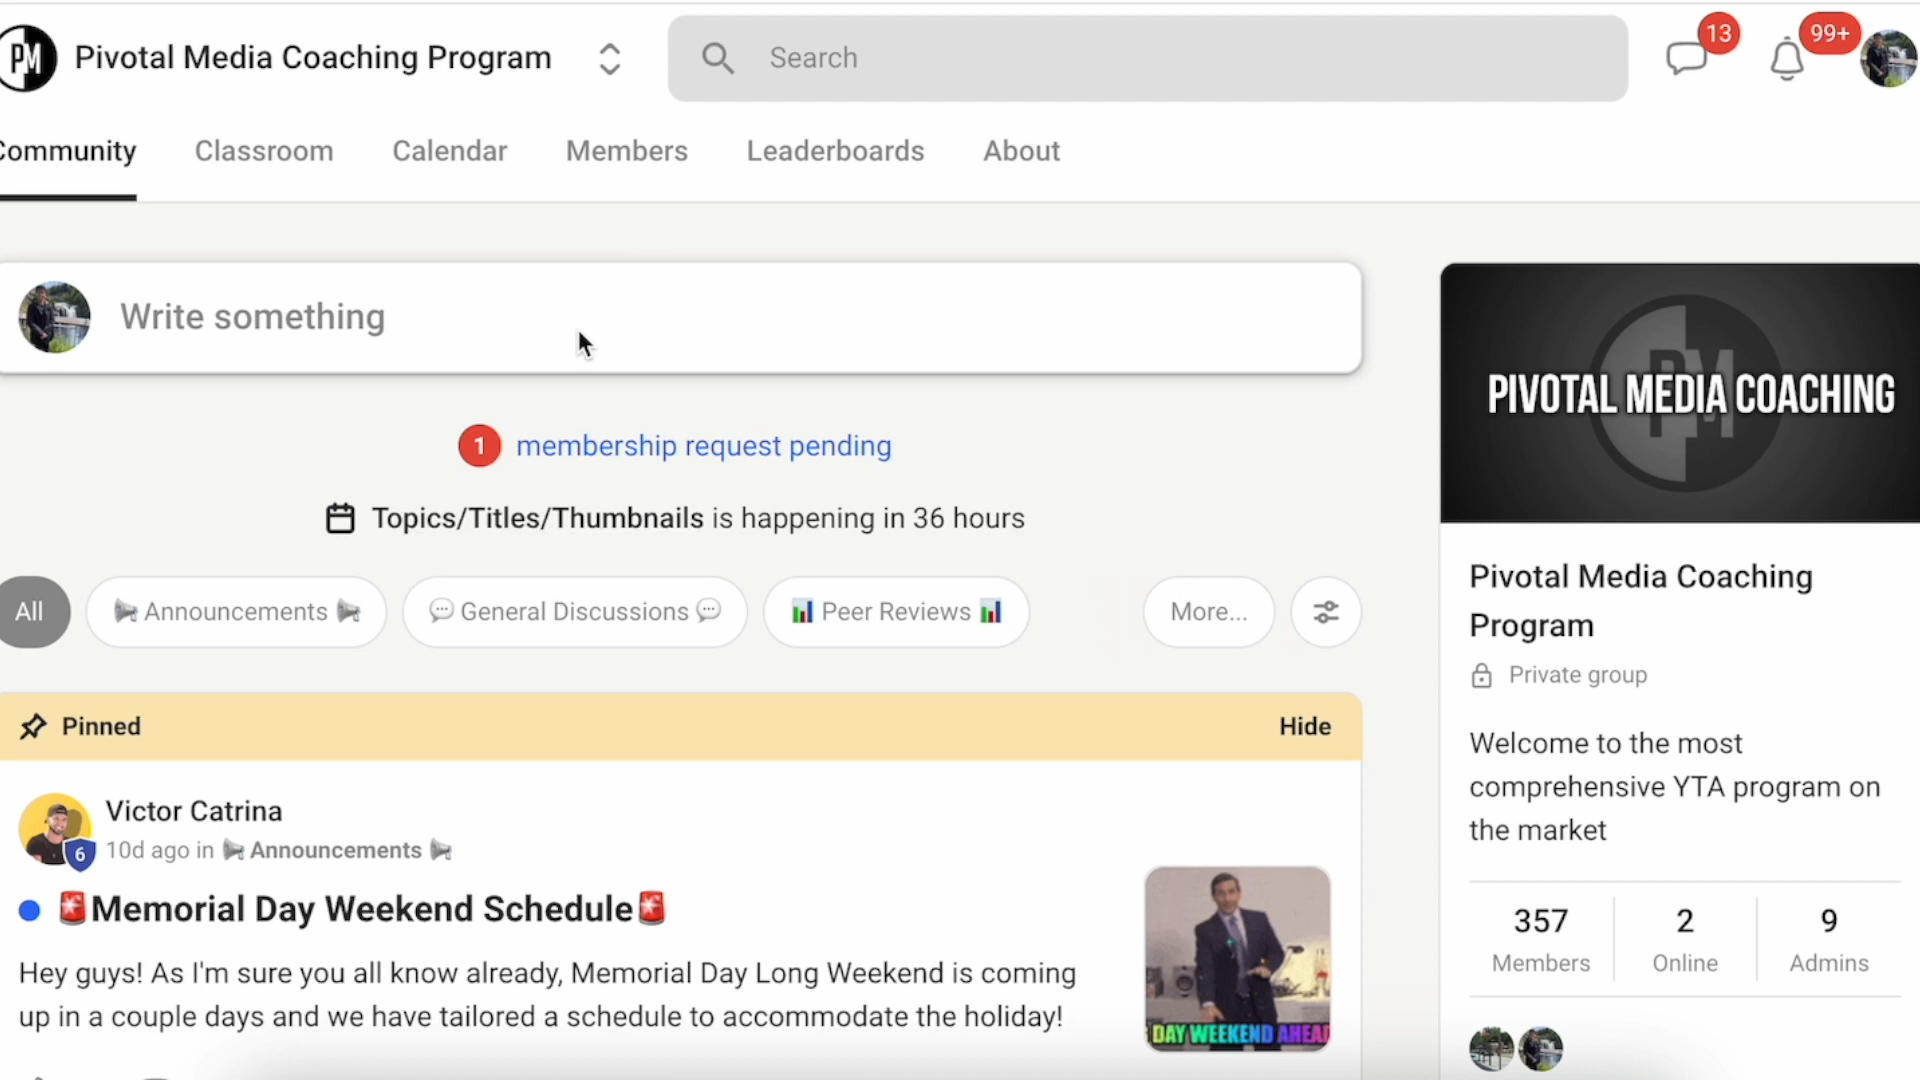 PM Pivotal Media Coaching Program
Search
13
99+
Community Classroom Calendar Members Leaderboards About
Write something
1 membership request pending
Topics/Titles/Thumbnails is happening in 36 hours
All 📢 Announcements 📢 💬 General Discussions 💬 📊 Peer Reviews 📊 More...
Pinned Hide
Victor Catrina
6 10d ago in 📢 Announcements 📢
🚨Memorial Day Weekend Schedule🚨
Hey guys! As I'm sure you all know already, Memorial Day Long Weekend is coming
up in a couple days and we have tailored a schedule to accommodate the holiday!
DAY WEEKEND AHEAD
PIVOTAL MEDIA COACHING
Pivotal Media Coaching
Program
Private group
Welcome to the most
comprehensive YTA program on
the market
357 2 9
Members Online Admins